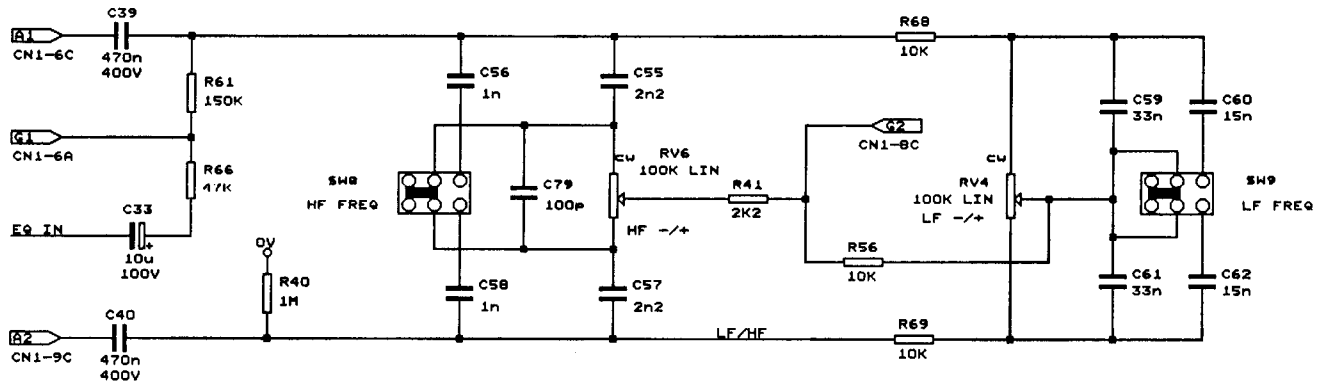 A1
CN1-6C
C39
470n
400V
R61
150K
G1
CN1-6A
R66
47K
EQ IN
C33
+
10u
100V
0V
R40
1M
A2
CN1-9C
C40
470n
400V
C56
1n
C55
2n2
SW8
HF FREQ
C79
100p
CW
RV6
100K LIN
HF -/+
C58
1n
C57
2n2
R41
2K2
G2
CN1-8C
R56
10K
R68
10K
CW
RV4
100K LIN
LF -/+
LF/HF
R69
10K
C59
33n
C60
15n
SW9
LF FREQ
C61
33n
C62
15n